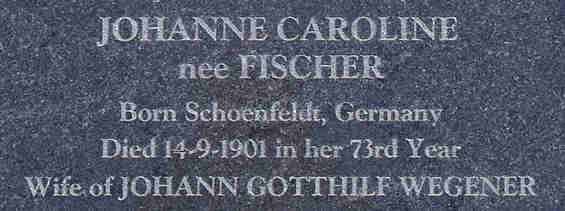 JOHANNE CAROLINE
nee FISCHER
Born Schoenfeldt, Germany
Died 14-9-1901 in her 73rd Year
Wife of JOHANN GOTTHILF WEGENER